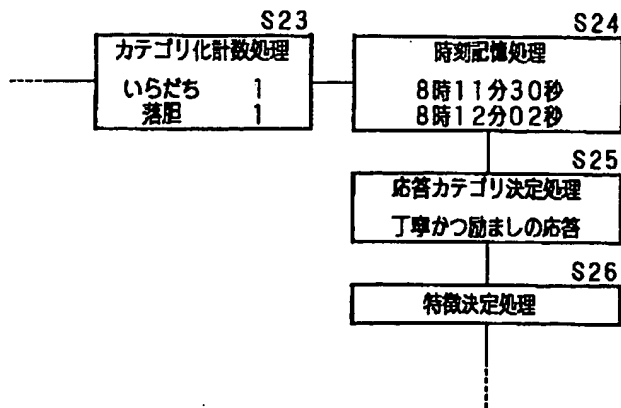 S23
カテゴリ化計数処理
いらだち 1
落胆 1
S24
時刻記憶処理
8時11分30秒
8時12分02秒
S25
応答カテゴリ決定処理
丁寧かつ励ましの応答
S26
特徴決定処理